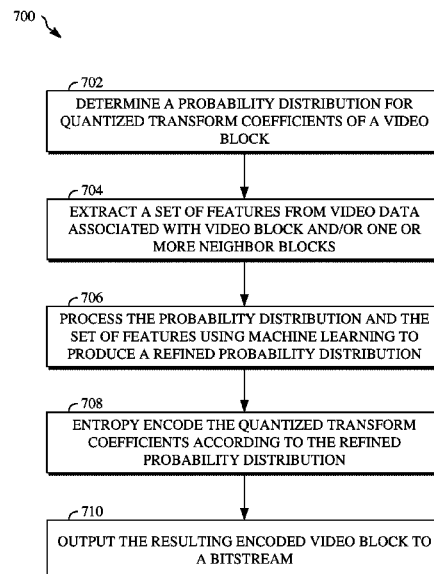 700
702
DETERMINE A PROBABILITY DISTRIBUTION FOR
QUANTIZED TRANSFORM COEFFICIENTS OF A VIDEO
BLOCK
704
EXTRACT A SET OF FEATURES FROM VIDEO DATA
ASSOCIATED WITH VIDEO BLOCK AND/OR ONE OR
MORE NEIGHBOR BLOCKS
706
PROCESS THE PROBABILITY DISTRIBUTION AND THE
SET OF FEATURES USING MACHINE LEARNING TO
PRODUCE A REFINED PROBABILITY DISTRIBUTION
708
ENTROPY ENCODE THE QUANTIZED TRANSFORM
COEFFICIENTS ACCORDING TO THE REFINED
PROBABILITY DISTRIBUTION
710
OUTPUT THE RESULTING ENCODED VIDEO BLOCK TO
A BITSTREAM